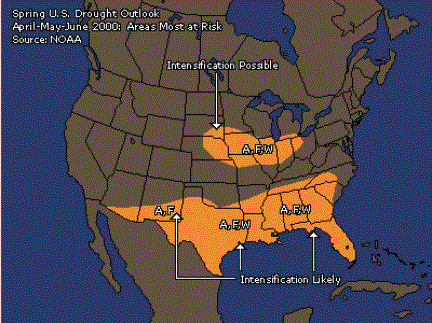 Spring U.S. Drought Outlook
April-May-June 2000: Areas Most at Risk
Source: NOAA
Intensification Possible
A,F,W
A,F
A,F,W
A,F,W
Intensification Likely